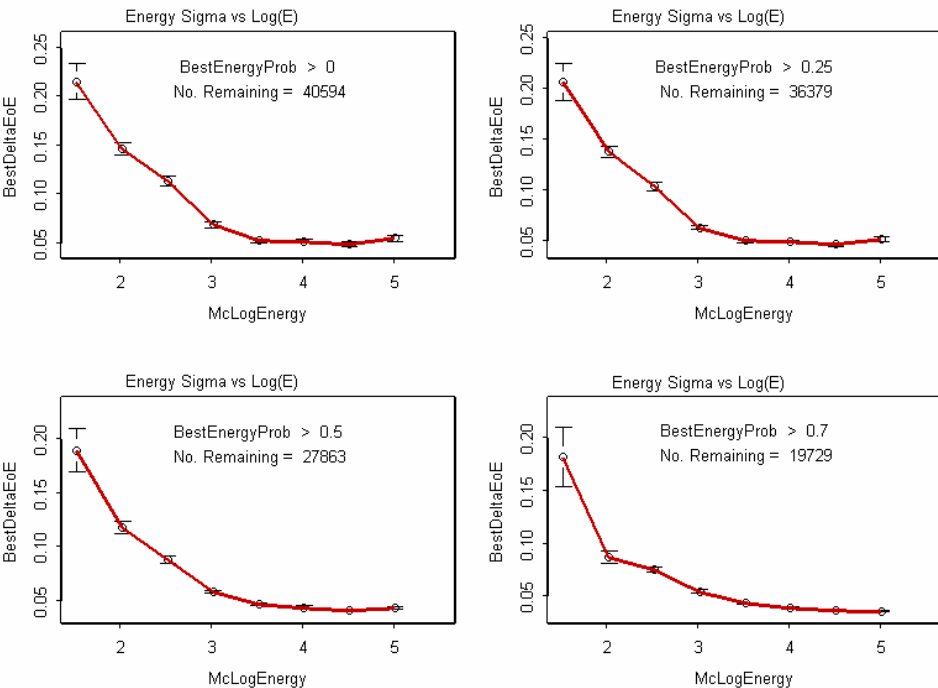 Energy Sigma vs Log(E)
BestEnergyProb > 0
No. Remaining = 40594
BestDeltaEoE
0.05 0.10 0.15 0.20 0.25
2 3 4 5
McLogEnergy
Energy Sigma vs Log(E)
BestEnergyProb > 0.25
No. Remaining = 36379
BestDeltaEoE
0.05 0.10 0.15 0.20 0.25
2 3 4 5
McLogEnergy
Energy Sigma vs Log(E)
BestEnergyProb > 0.5
No. Remaining = 27863
BestDeltaEoE
0.05 0.10 0.15 0.20
2 3 4 5
McLogEnergy
Energy Sigma vs Log(E)
BestEnergyProb > 0.7
No. Remaining = 19729
BestDeltaEoE
0.05 0.10 0.15 0.20
2 3 4 5
McLogEnergy